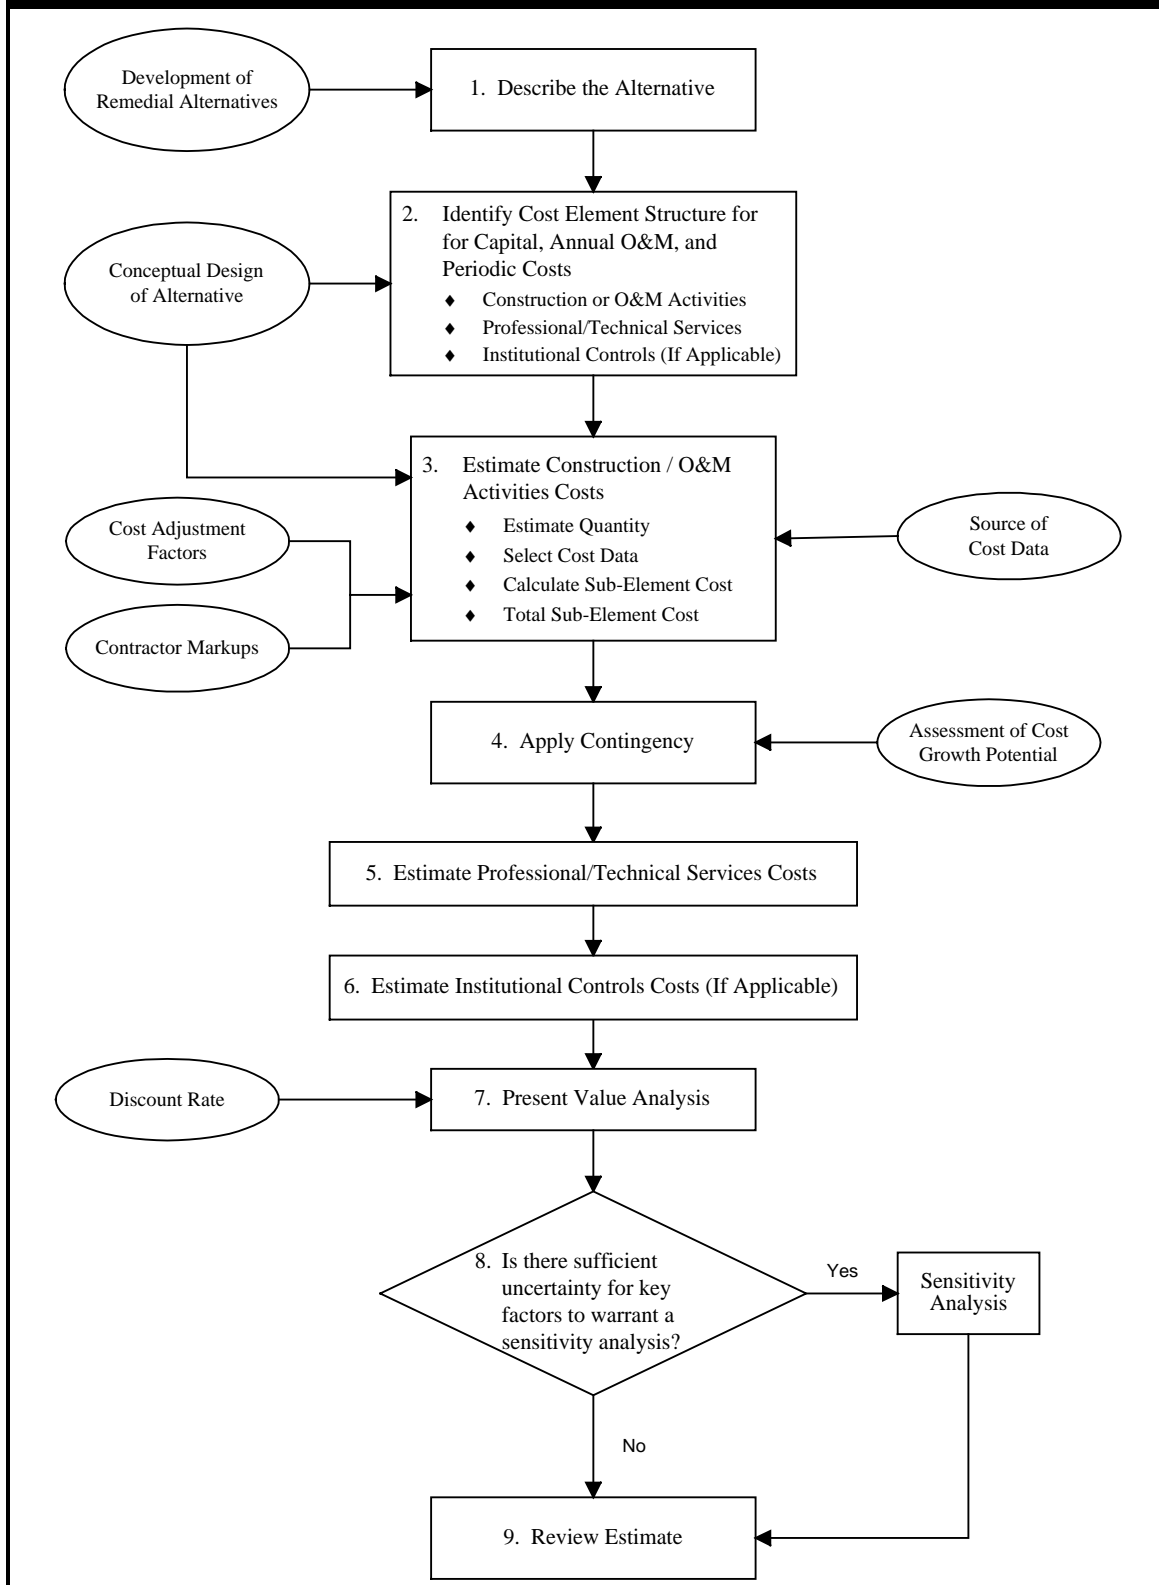 Development of
Remedial Alternatives
1. Describe the Alternative
2. Identify Cost Element Structure for
for Capital, Annual O&M, and
Periodic Costs
♦ Construction or O&M Activities
♦ Professional/Technical Services
♦ Institutional Controls (If Applicable)
Conceptual Design
of Alternative
3. Estimate Construction / O&M
Activities Costs
♦ Estimate Quantity
♦ Select Cost Data
♦ Calculate Sub-Element Cost
♦ Total Sub-Element Cost
Cost Adjustment
Factors
Contractor Markups
Source of
Cost Data
4. Apply Contingency
Assessment of Cost
Growth Potential
5. Estimate Professional/Technical Services Costs
6. Estimate Institutional Controls Costs (If Applicable)
Discount Rate
7. Present Value Analysis
8. Is there sufficient
uncertainty for key
factors to warrant a
sensitivity analysis?
Yes
Sensitivity
Analysis
No
9. Review Estimate